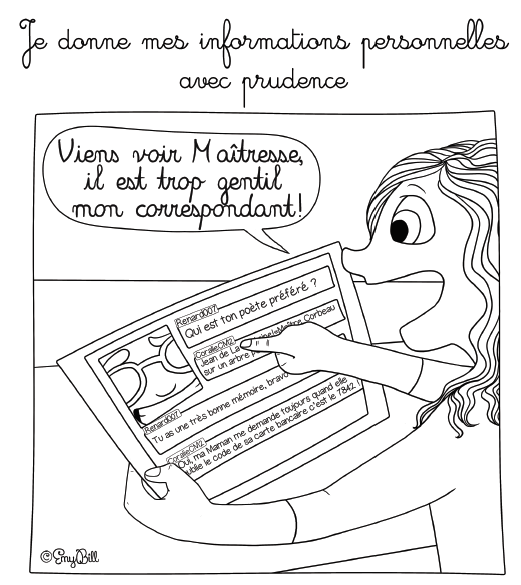 Je donne mes informations personnelles
avec prudence
Viens voir Maîtresse,
il est trop gentil
mon correspondant!
Renard007
Qui est ton poète préféré ?
CoralieCM2
Jean de La Maître Corbeau
sur un arbre
Renard007
Tu as une très bonne mémoire, bravo
CoralieCM2
Oui, ma Maman me demande toujours quand elle
oublie le code de sa carte bancaire c'est le 7842
©EnyBill